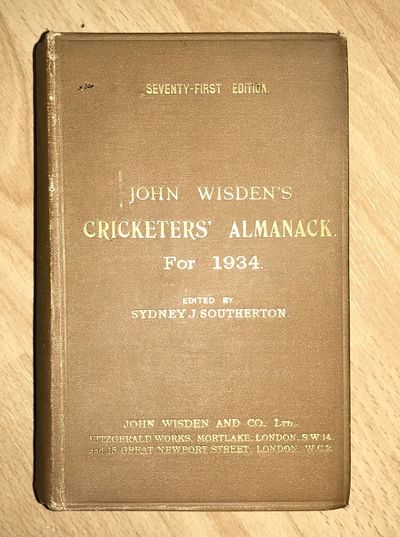 SEVENTY-FIRST EDITION.
JOHN WISDEN'S
CRICKETERS' ALMANACK.
For 1934.
EDITED BY
SYDNEY J. SOUTHERTON.
JOHN WISDEN AND CO., LTD.,
FITZGERALD WORKS, MORTLAKE, LONDON, S.W.14.
and 15 GREAT NEWPORT STREET, LONDON, W.C.2